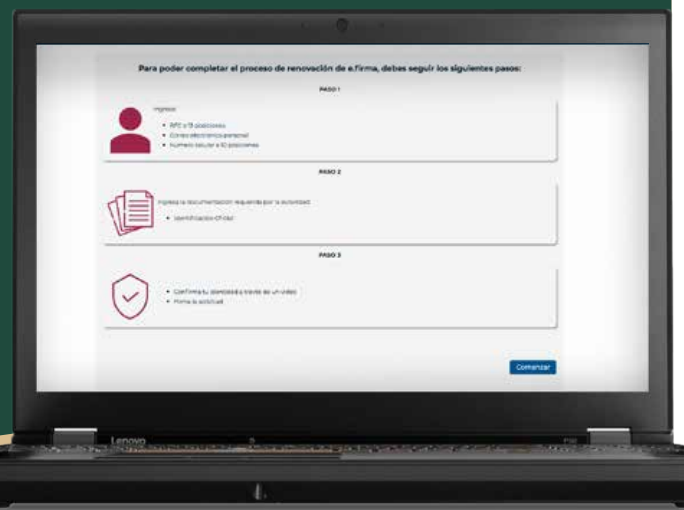 Para poder completar el proceso de renovación de e.firma, debes seguir los siguientes pasos:
PASO 1
Ingresa:
RFC a 13 posiciones
Correo electrónico personal
Número celular a 10 posiciones
PASO 2
Ingresa la documentación requerida por la autoridad
Identificación Oficial
PASO 3
Confirma tu identidad a través de un video
Firma la solicitud
Comenzar
Lenovo